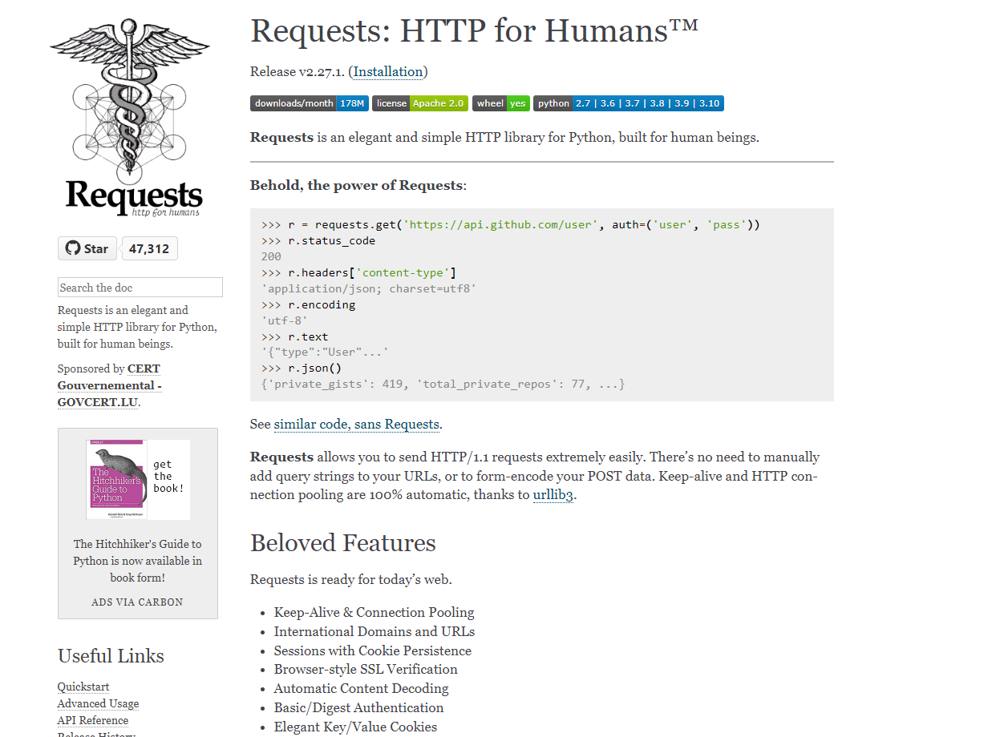 Requests
http for humans
Star
47,312
Search the doc
Requests is an elegant and
simple HTTP library for Python,
built for human beings.
Sponsored by CERT
Gouvernemental -
GOVCERT.LU.
The
Hitchhiker's
Guide to
Python
get
the
book!
The Hitchhiker's Guide to
Python is now available in
book form!
ADS VIA CARBON
Useful Links
Quickstart
Advanced Usage
API Reference
Release History
Requests: HTTP for Humans™
Release v2.27.1. (Installation)
downloads/month 178M license Apache 2.0 wheel yes python 2.7 | 3.6 | 3.7 | 3.8 | 3.9 | 3.10
Requests is an elegant and simple HTTP library for Python, built for human beings.
Behold, the power of Requests:
>>> r = requests.get('https://api.github.com/user', auth=('user', 'pass'))
>>> r.status_code
200
>>> r.headers['content-type']
'application/json; charset=utf8'
>>> r.encoding
'utf-8'
>>> r.text
'{"type":"User"...'
>>> r.json()
{'private_gists': 419, 'total_private_repos': 77, ...}
See similar code, sans Requests.
Requests allows you to send HTTP/1.1 requests extremely easily. There’s no need to manually
add query strings to your URLs, or to form-encode your POST data. Keep-alive and HTTP con-
nection pooling are 100% automatic, thanks to urllib3.
Beloved Features
Requests is ready for today’s web.
• Keep-Alive & Connection Pooling
• International Domains and URLs
• Sessions with Cookie Persistence
• Browser-style SSL Verification
• Automatic Content Decoding
• Basic/Digest Authentication
• Elegant Key/Value Cookies